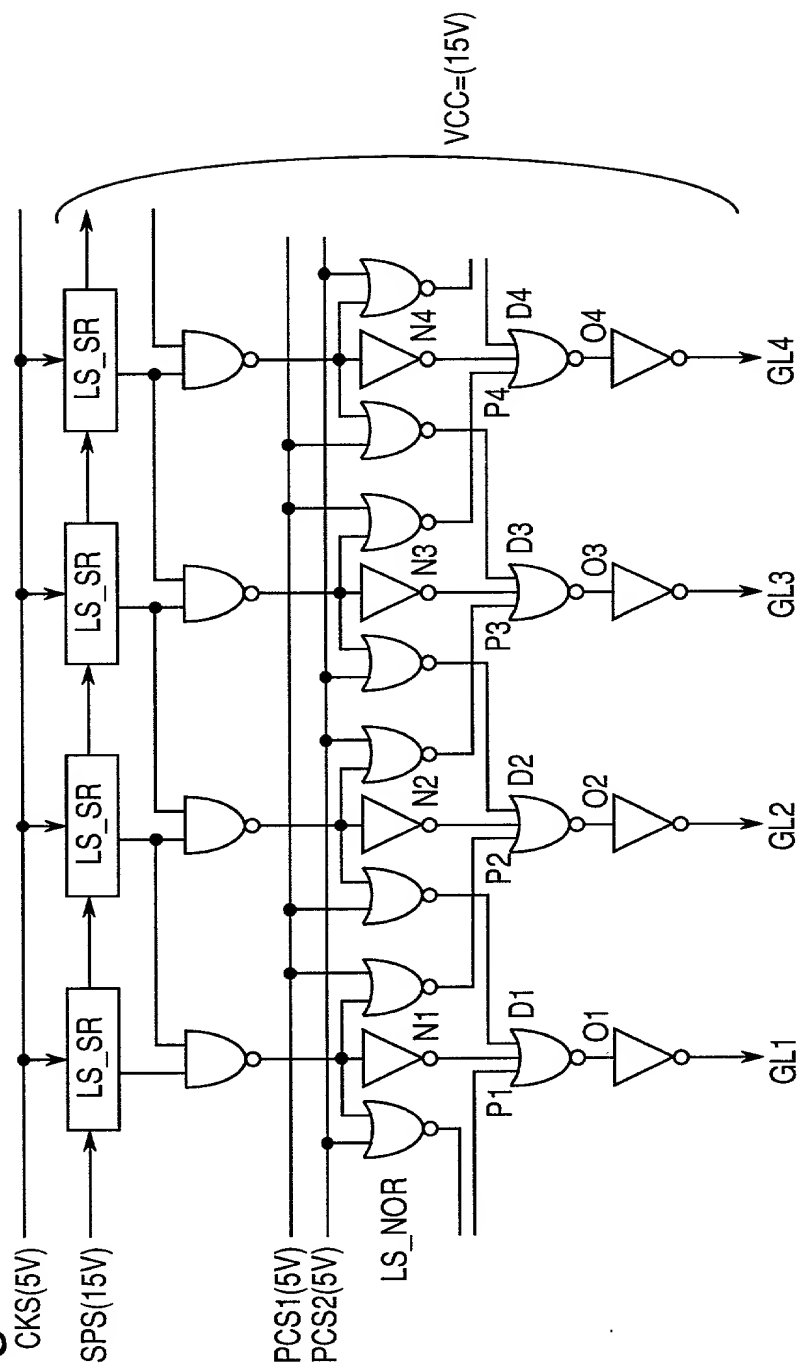 CKS(5V)
SPS(15V)
LS_SR
LS_SR
LS_SR
LS_SR
VCC=(15V)
PCS1(5V)
PCS2(5V)
LS_NOR
N1
N2
N3
N4
P1
D1
P2
D2
P3
D3
P4
D4
O1
O2
O3
O4
GL1
GL2
GL3
GL4